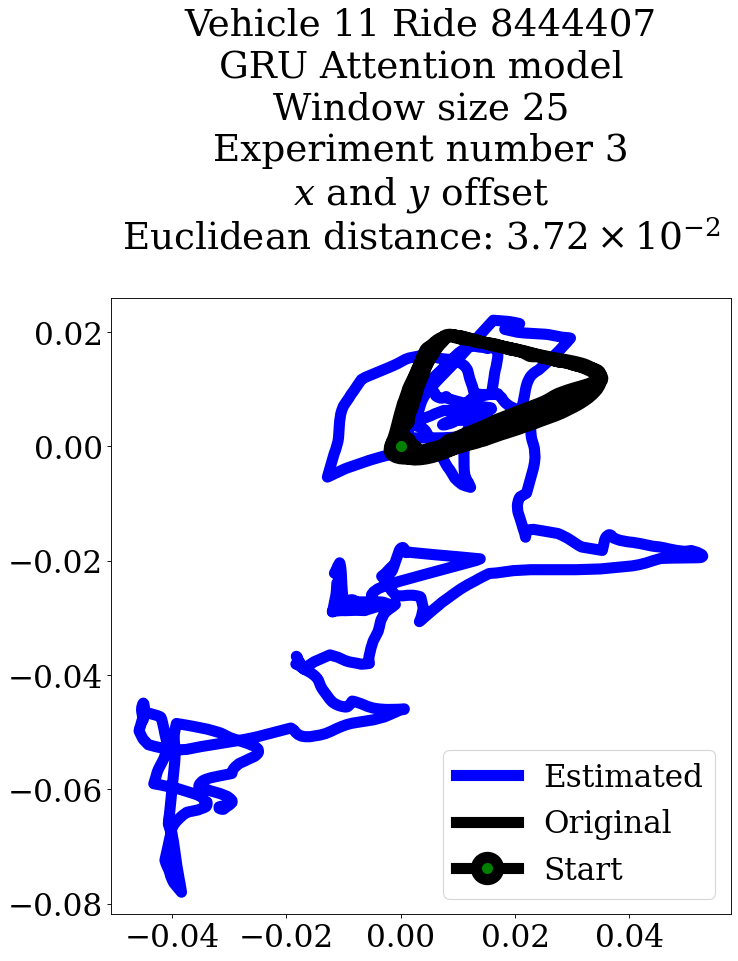 Vehicle 11 Ride 8444407
GRU Attention model
Window size 25
Experiment number 3
x and y offset
Euclidean distance: 3.72 × 10⁻²
0.02
0.00
−0.02
−0.04
−0.06
−0.08
Estimated
Original
Start
−0.04 −0.02 0.00 0.02 0.04